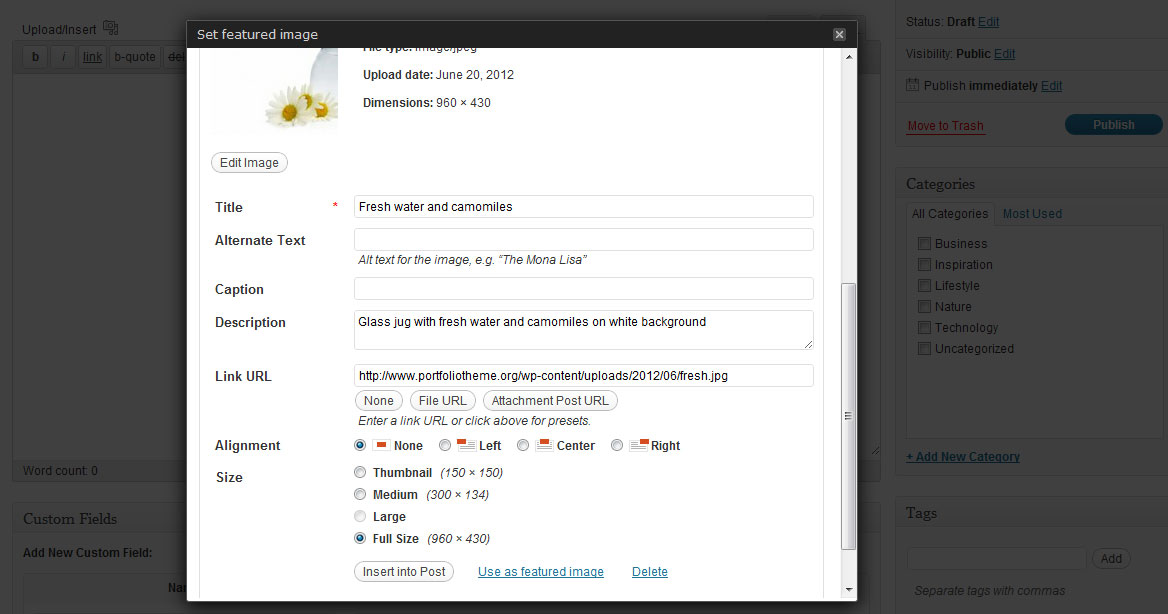 Upload/Insert
b i link b-quote del
Word count: 0
Custom Fields
Add New Custom Field:
Set featured image
File type: image/jpeg
Upload date: June 20, 2012
Dimensions: 960 × 430
Edit Image
Title * Fresh water and camomiles
Alternate Text
Alt text for the image, e.g. “The Mona Lisa”
Caption
Description Glass jug with fresh water and camomiles on white background
Link URL http://www.portfoliotheme.org/wp-content/uploads/2012/06/fresh.jpg
None File URL Attachment Post URL
Enter a link URL or click above for presets.
Alignment None Left Center Right
Size Thumbnail (150 × 150)
Medium (300 × 134)
Large
Full Size (960 × 430)
Insert into Post Use as featured image Delete
Status: Draft Edit
Visibility: Public Edit
Publish immediately Edit
Move to Trash Publish
Categories
All Categories Most Used
Business
Inspiration
Lifestyle
Nature
Technology
Uncategorized
+ Add New Category
Tags
Add
Separate tags with commas